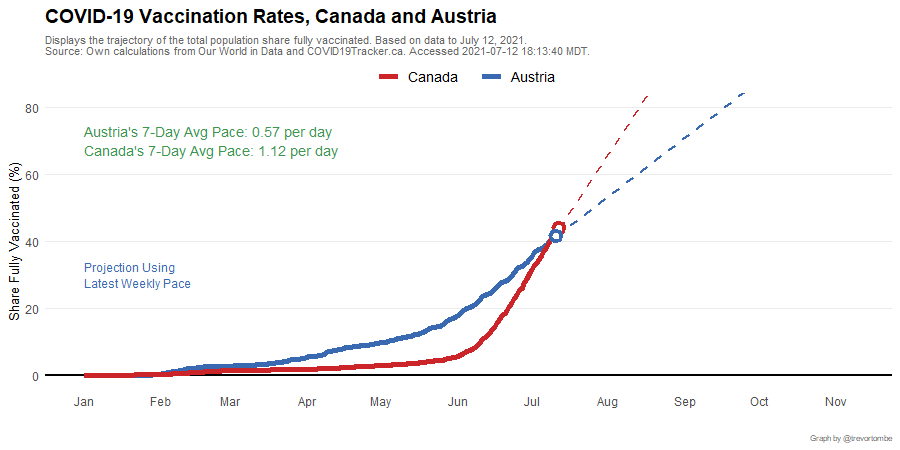 COVID-19 Vaccination Rates, Canada and Austria
Displays the trajectory of the total population share fully vaccinated. Based on data to July 12, 2021.
Source: Own calculations from Our World in Data and COVID19Tracker.ca. Accessed 2021-07-12 18:13:40 MDT.
Canada Austria
Share Fully Vaccinated (%)
80
60
40
20
0
Austria's 7-Day Avg Pace: 0.57 per day
Canada's 7-Day Avg Pace: 1.12 per day
Projection Using
Latest Weekly Pace
Jan Feb Mar Apr May Jun Jul Aug Sep Oct Nov
Graph by @trevortombe